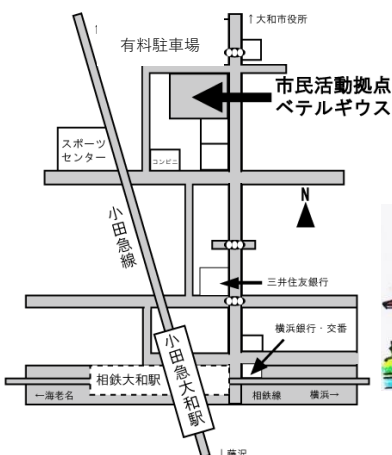 ↑大和市役所
有料駐車場
市民活動拠点
ベテルギウス
スポーツ
センター
コンビニ
小田急線
N
三井住友銀行
横浜銀行・交番
小田急大和駅
相鉄大和駅
←海老名
相鉄線
横浜→
↓藤沢